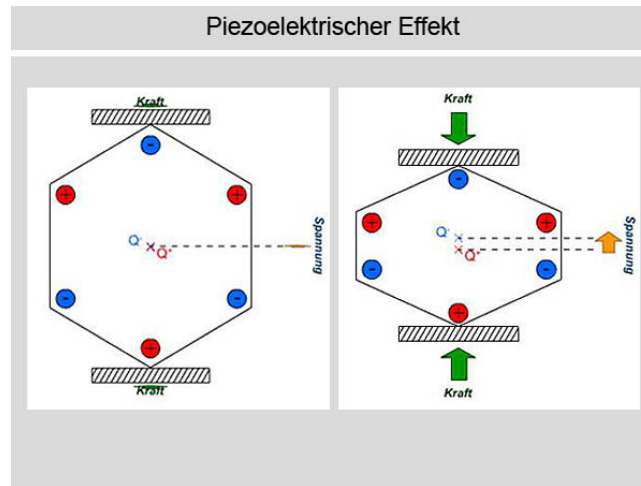 Piezoelektrischer Effekt
Kraft
-
+
+
Q-
Q+
-
-
+
Kraft
Spannung
Kraft
-
+
+
Q-
Q+
-
-
+
Kraft
Spannung